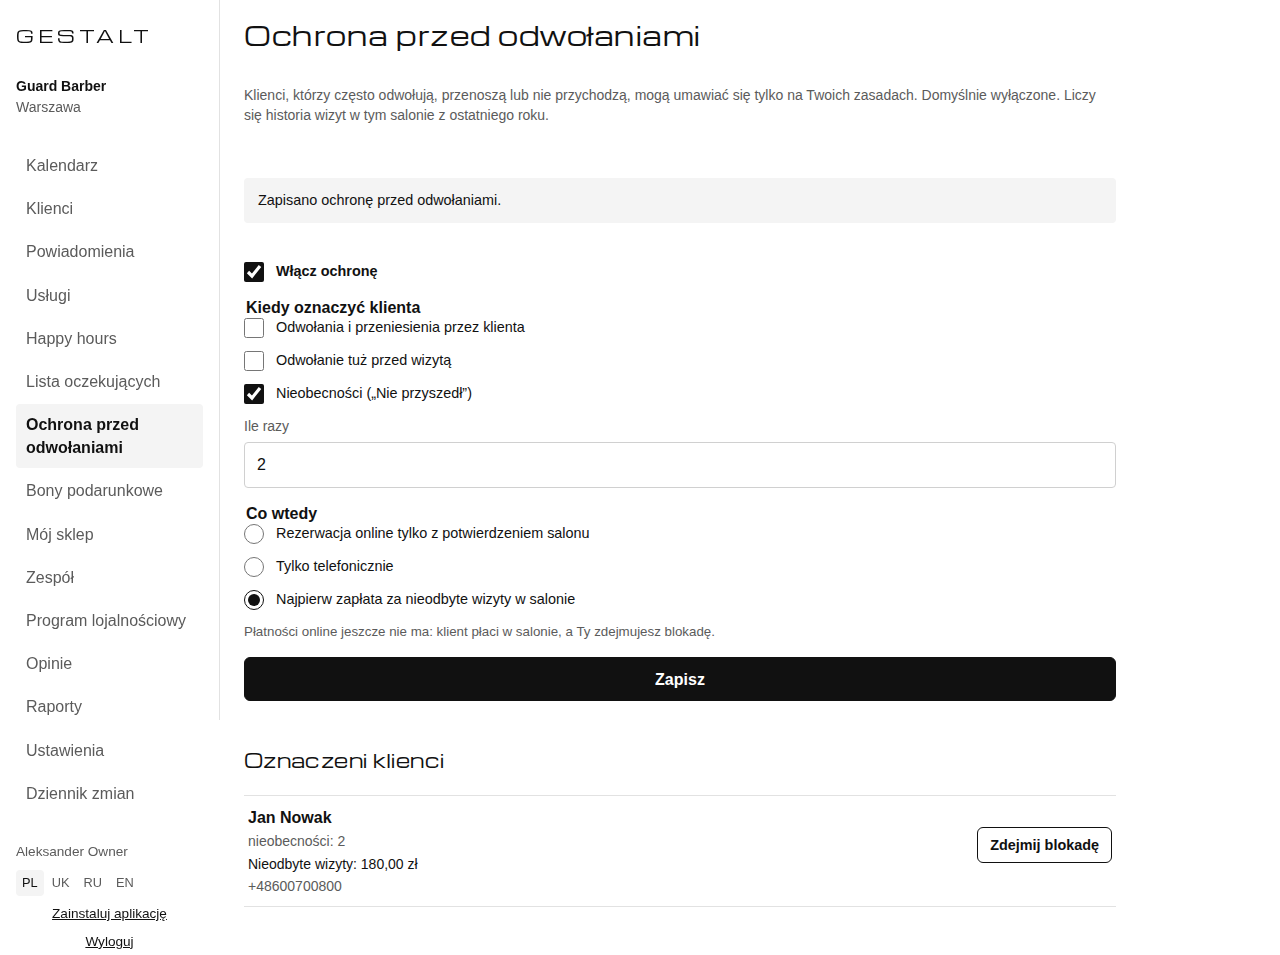 GESTALT
Guard Barber
Warszawa
Kalendarz
Klienci
Powiadomienia
Usługi
Happy hours
Lista oczekujących
Ochrona przed
odwołaniami
Bony podarunkowe
Mój sklep
Zespół
Program lojalnościowy
Opinie
Raporty
Ustawienia
Dziennik zmian
Aleksander Owner
PL UK RU EN
Zainstaluj aplikację
Wyloguj
Ochrona przed odwołaniami
Klienci, którzy często odwołują, przenoszą lub nie przychodzą, mogą umawiać się tylko na Twoich zasadach. Domyślnie wyłączone. Liczy
się historia wizyt w tym salonie z ostatniego roku.
Zapisano ochronę przed odwołaniami.
Włącz ochronę
Kiedy oznaczyć klienta
Odwołania i przeniesienia przez klienta
Odwołanie tuż przed wizytą
Nieobecności („Nie przyszedł”)
Ile razy
2
Co wtedy
Rezerwacja online tylko z potwierdzeniem salonu
Tylko telefonicznie
Najpierw zapłata za nieodbyte wizyty w salonie
Płatności online jeszcze nie ma: klient płaci w salonie, a Ty zdejmujesz blokadę.
Zapisz
Oznaczeni klienci
Jan Nowak
nieobecności: 2
Nieodbyte wizyty: 180,00 zł
+48600700800
Zdejmij blokadę